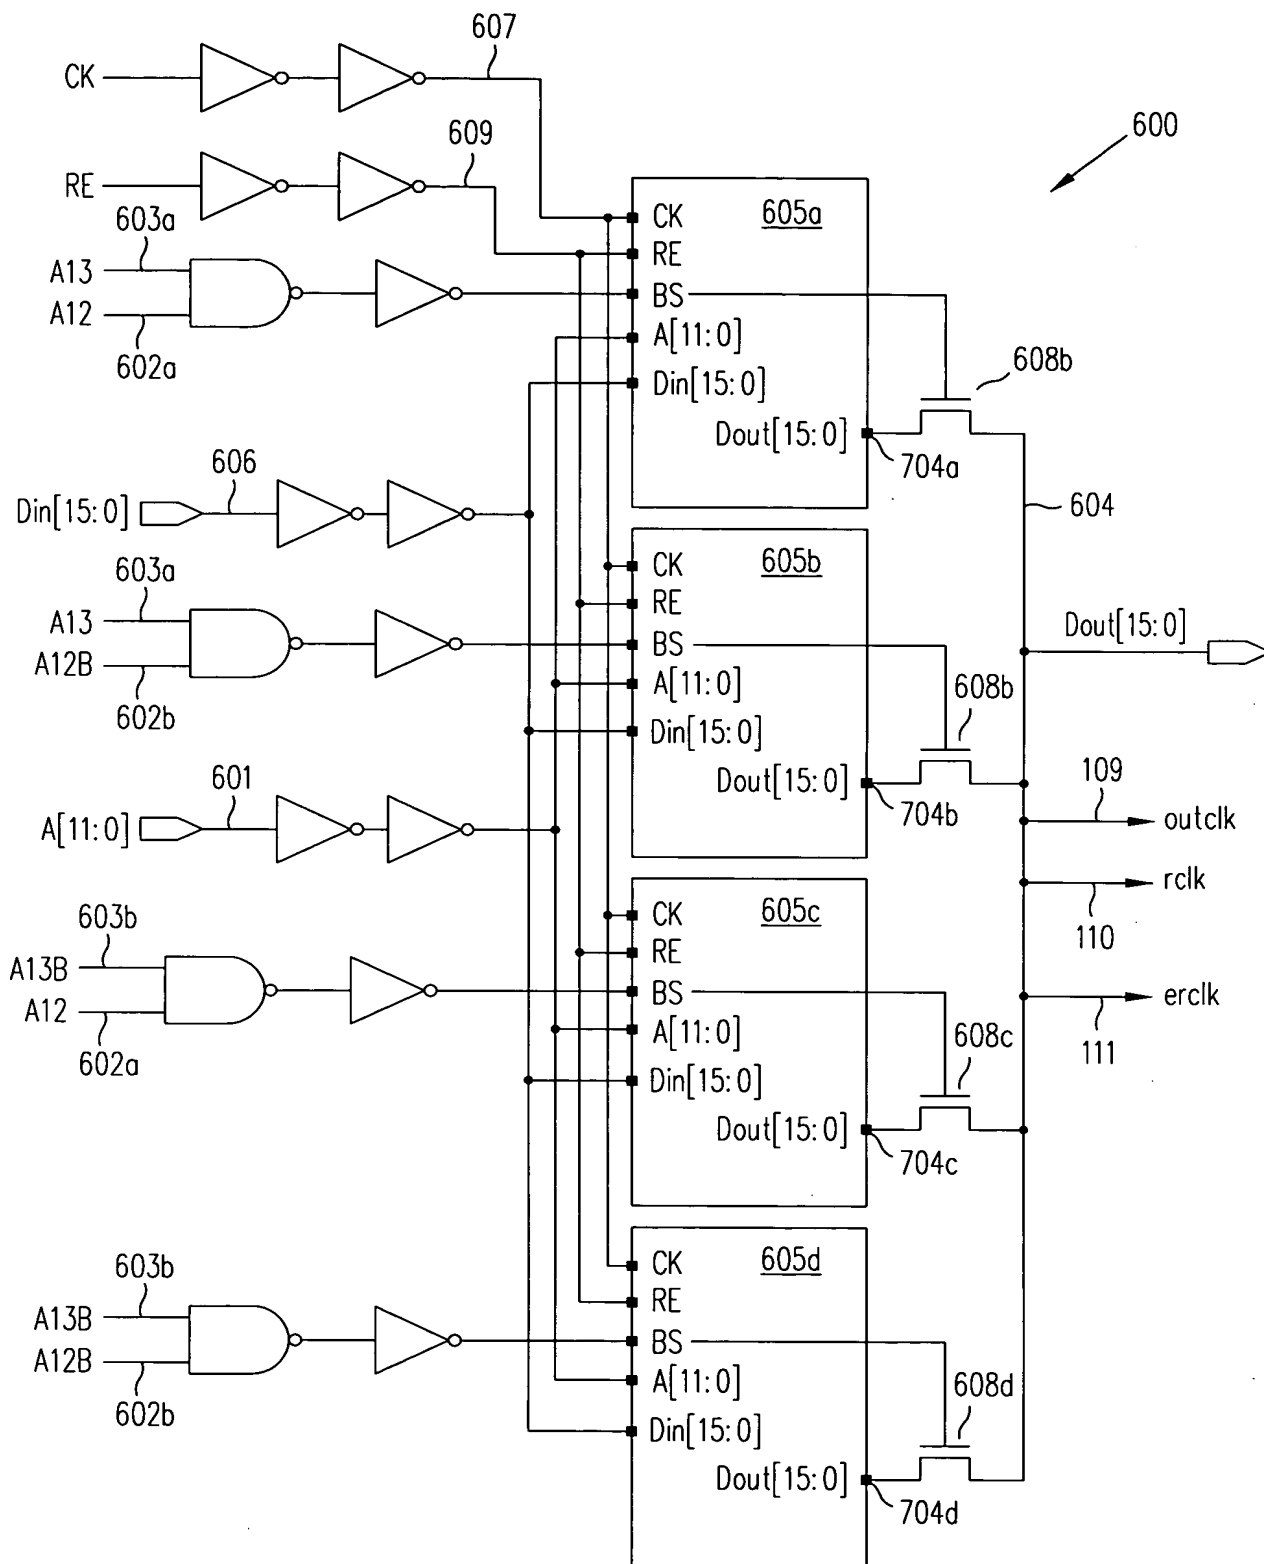 607
CK
600
609
RE
605a
CK
603a
RE
A13
BS
A12
A[11:0]
602a
608b
Din[15:0]
Dout[15:0]
704a
606
604
Din[15:0]
605b
CK
603a
RE
A13
Dout[15:0]
BS
A12B
A[11:0]
608b
602b
Din[15:0]
601
Dout[15:0]
109
704b
outclk
A[11:0]
rclk
605c
CK
603b
110
RE
A13B
BS
erclk
A12
A[11:0]
608c
111
602a
Din[15:0]
Dout[15:0]
704c
605d
CK
603b
RE
A13B
BS
A12B
A[11:0]
608d
602b
Din[15:0]
Dout[15:0]
704d